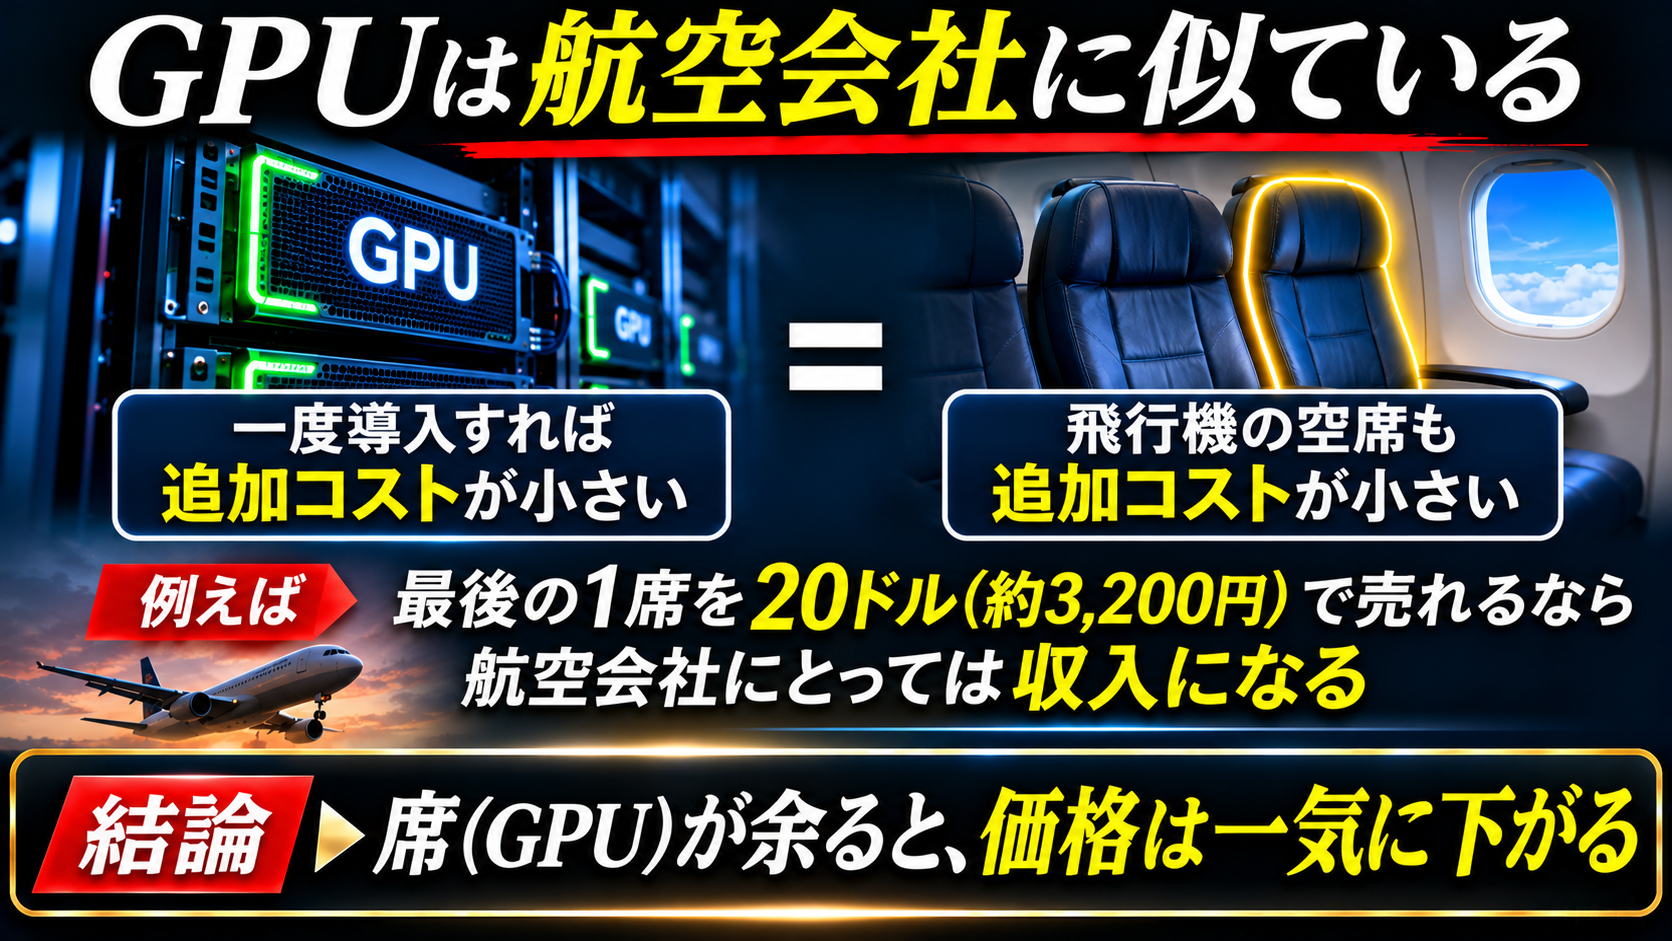 GPUは航空会社に似ている
GPU
GPU
一度導入すれば
追加コストが小さい
=
飛行機の空席も
追加コストが小さい
例えば
最後の1席を20ドル(約3,200円)で売れるなら
航空会社にとっては収入になる
結論
席(GPU)が余ると、価格は一気に下がる